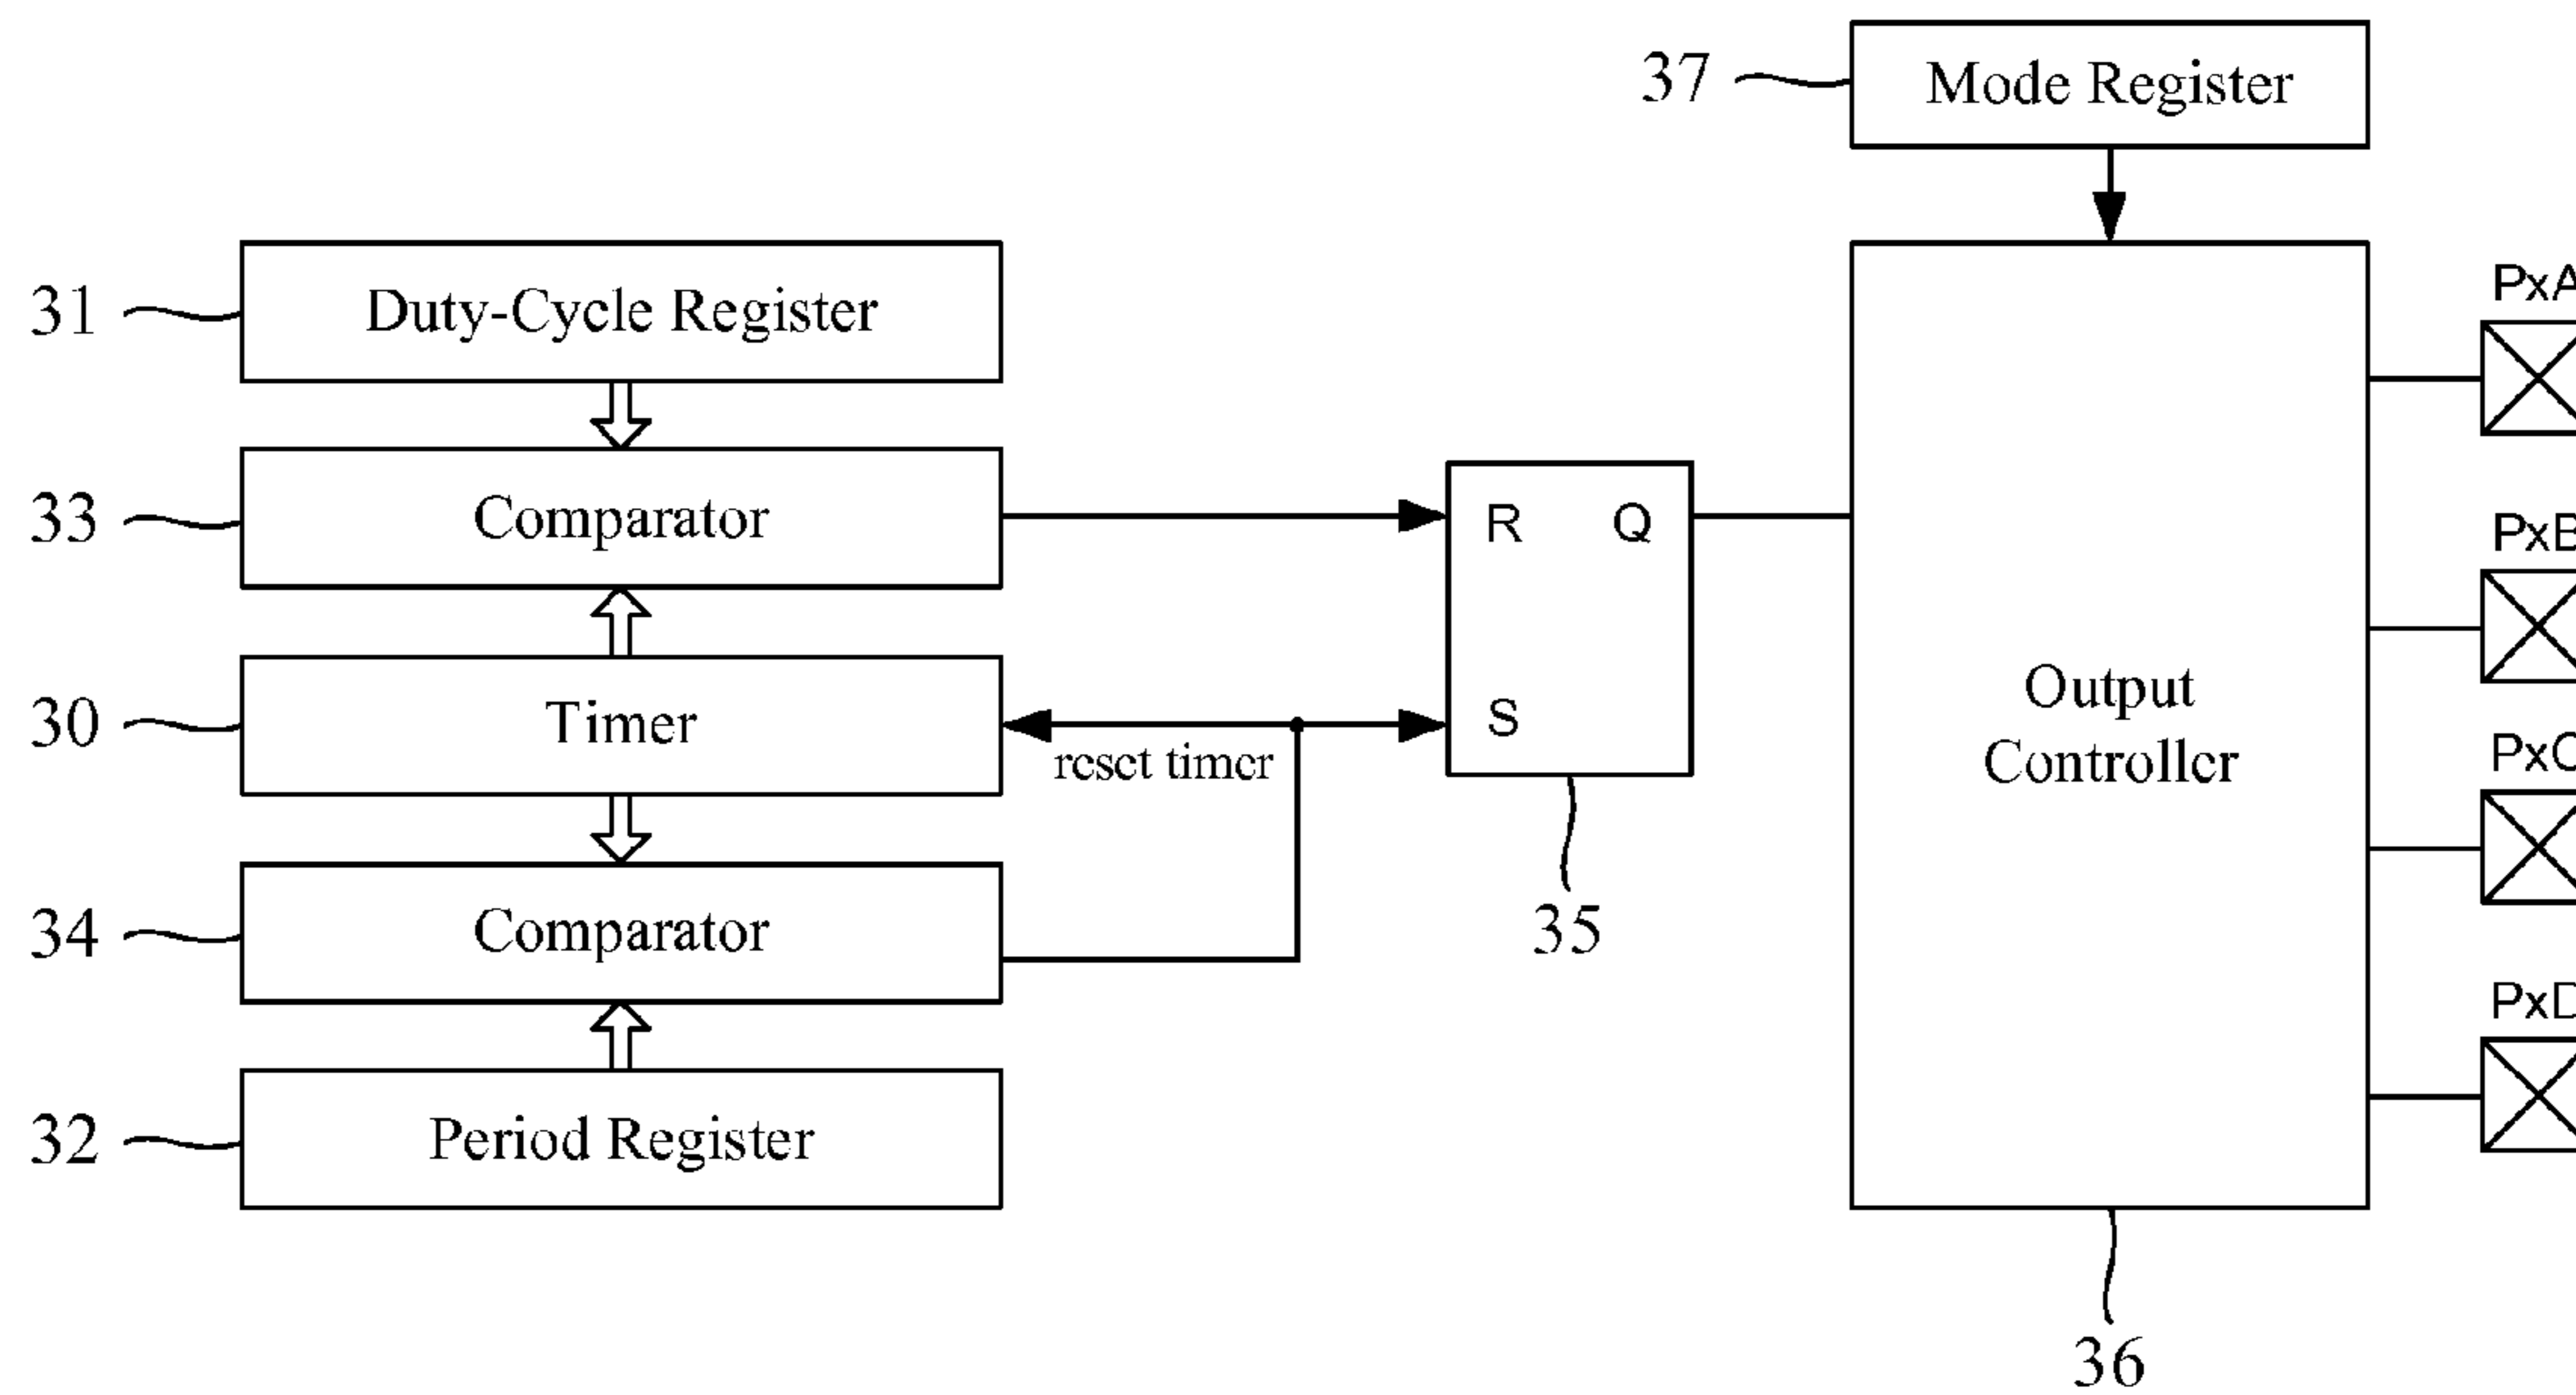 37
Mode Register
31
Duty-Cycle Register
PxA
33
Comparator
R
Q
PxB
30
Timer
reset timer
S
Output
Controller
PxC
34
Comparator
35
PxD
32
Period Register
36